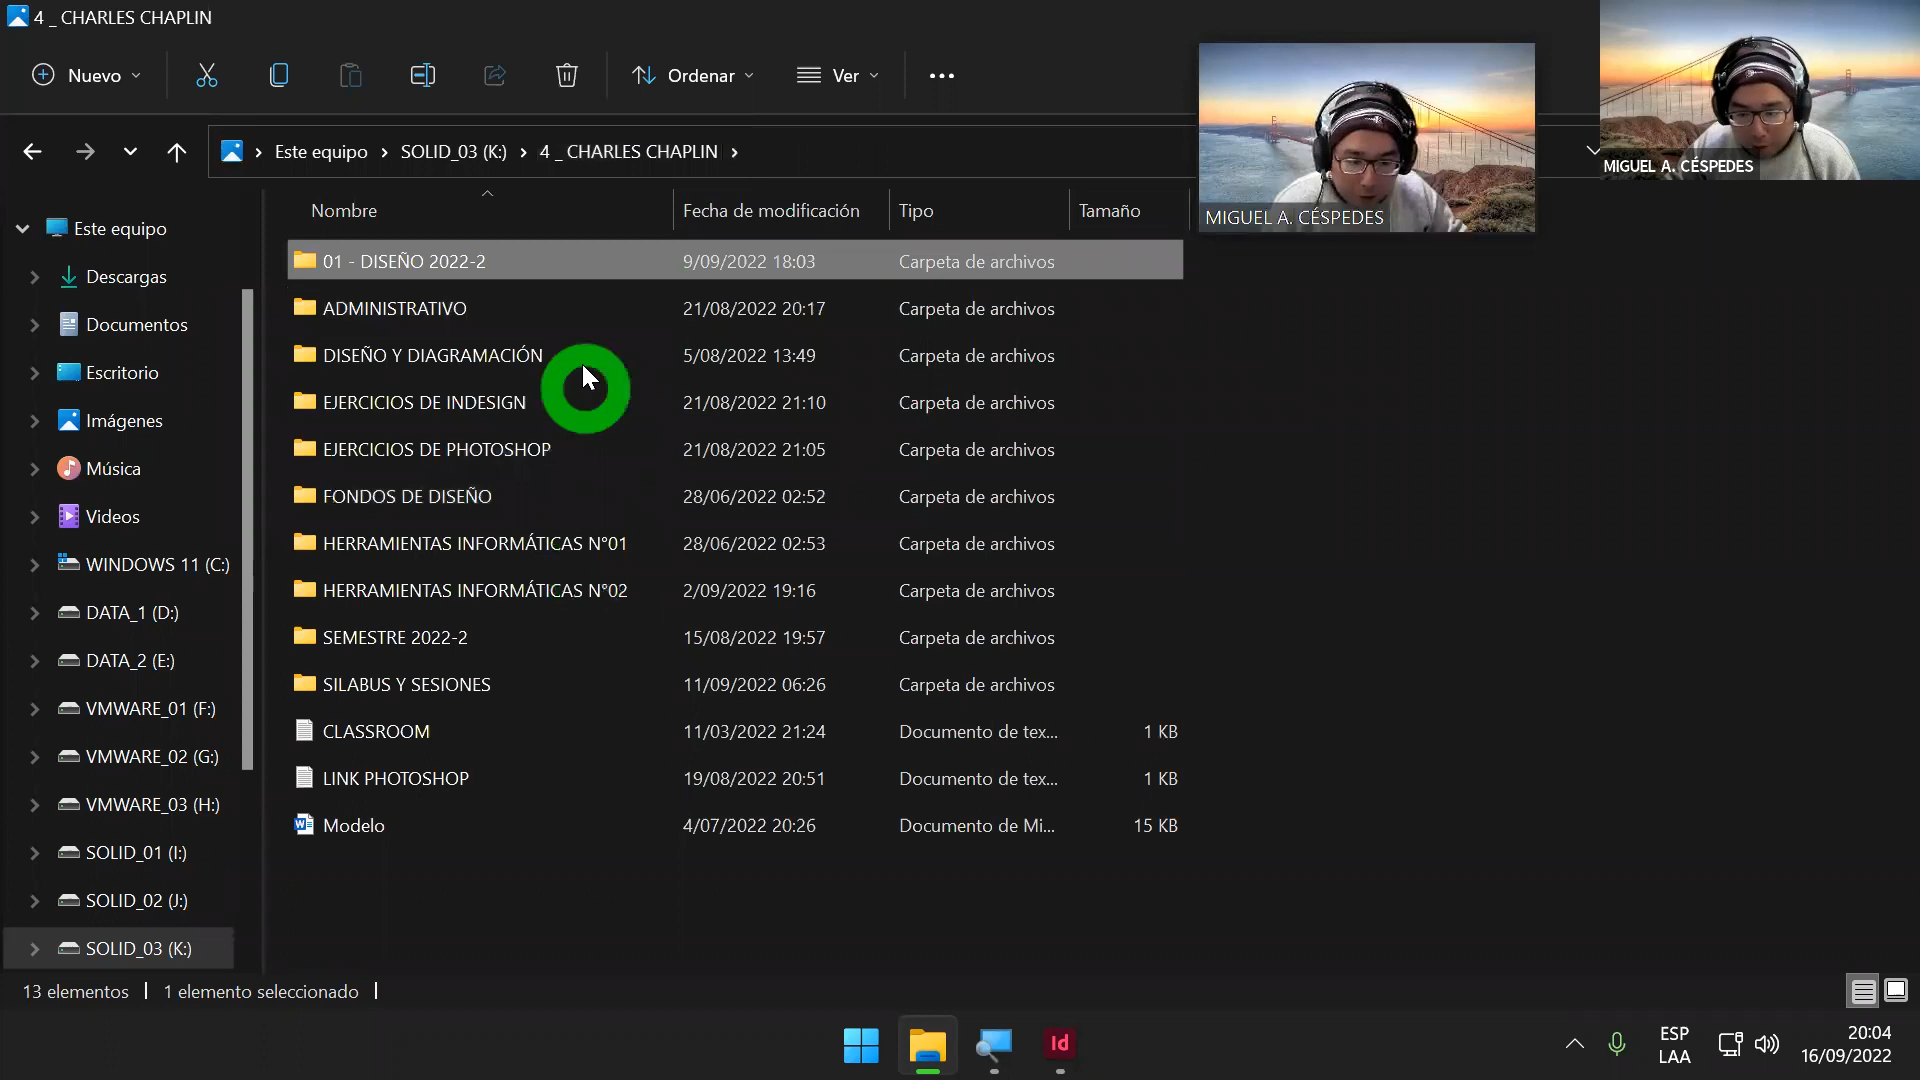 4 _ CHARLES CHAPLIN
Nuevo
Ordenar
Ver
Este equipo > SOLID_03 (K:) > 4 _ CHARLES CHAPLIN >
MIGUEL A. CÉSPEDES
MIGUEL A. CÉSPEDES
Nombre Fecha de modificación Tipo Tamaño
Este equipo
Descargas
Documentos
Escritorio
Imágenes
Música
Videos
WINDOWS 11 (C:)
DATA_1 (D:)
DATA_2 (E:)
VMWARE_01 (F:)
VMWARE_02 (G:)
VMWARE_03 (H:)
SOLID_01 (I:)
SOLID_02 (J:)
SOLID_03 (K:)
01 - DISEÑO 2022-2 9/09/2022 18:03 Carpeta de archivos
ADMINISTRATIVO 21/08/2022 20:17 Carpeta de archivos
DISEÑO Y DIAGRAMACIÓN 5/08/2022 13:49 Carpeta de archivos
EJERCICIOS DE INDESIGN 21/08/2022 21:10 Carpeta de archivos
EJERCICIOS DE PHOTOSHOP 21/08/2022 21:05 Carpeta de archivos
FONDOS DE DISEÑO 28/06/2022 02:52 Carpeta de archivos
HERRAMIENTAS INFORMÁTICAS N°01 28/06/2022 02:53 Carpeta de archivos
HERRAMIENTAS INFORMÁTICAS N°02 2/09/2022 19:16 Carpeta de archivos
SEMESTRE 2022-2 15/08/2022 19:57 Carpeta de archivos
SILABUS Y SESIONES 11/09/2022 06:26 Carpeta de archivos
CLASSROOM 11/03/2022 21:24 Documento de tex... 1 KB
LINK PHOTOSHOP 19/08/2022 20:51 Documento de tex... 1 KB
Modelo 4/07/2022 20:26 Documento de Mi... 15 KB
13 elementos | 1 elemento seleccionado |
Id
ESP
LAA
20:04
16/09/2022